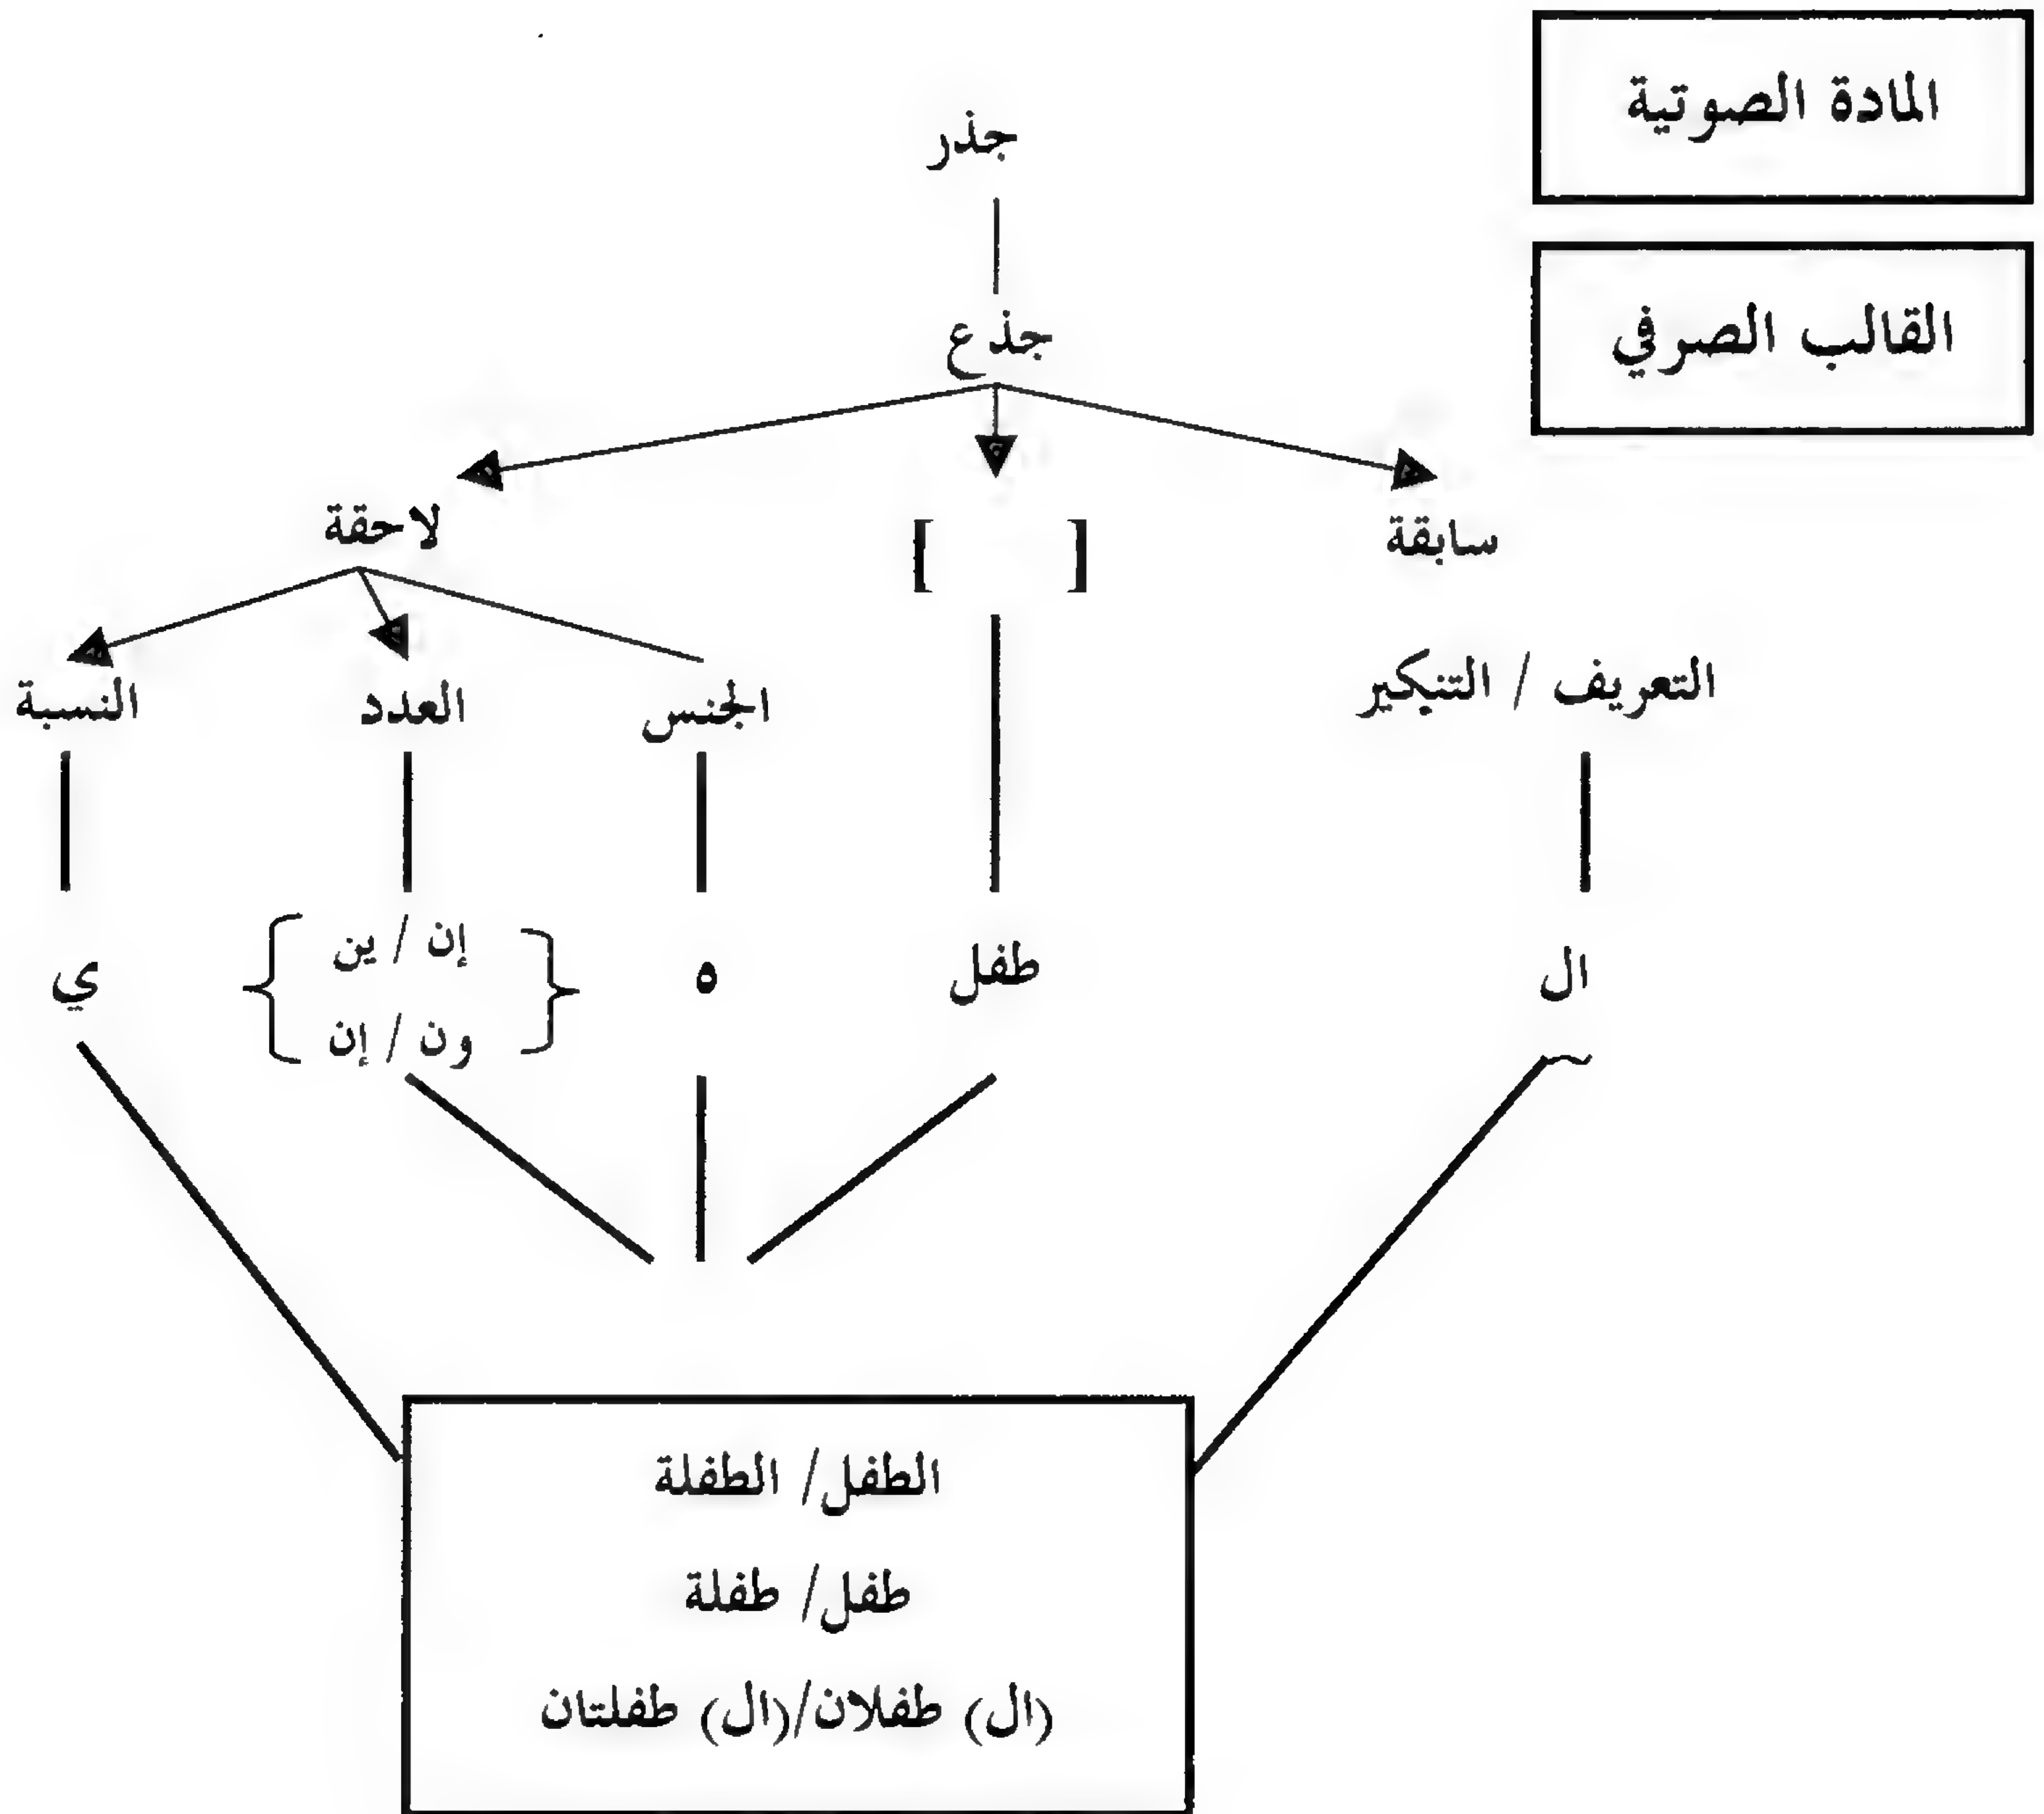 المادة الصوتية
جذر
القالب الصرفي
جذع
سابقة [ ] لاحقة
التعريف / التنكير الجنس العدد النسبة
ال طفل ه { إن / ين ي
ون / إن }
الطفل/ الطفلة
طفل/ طفلة
(ال) طفلان/(ال) طفلتان